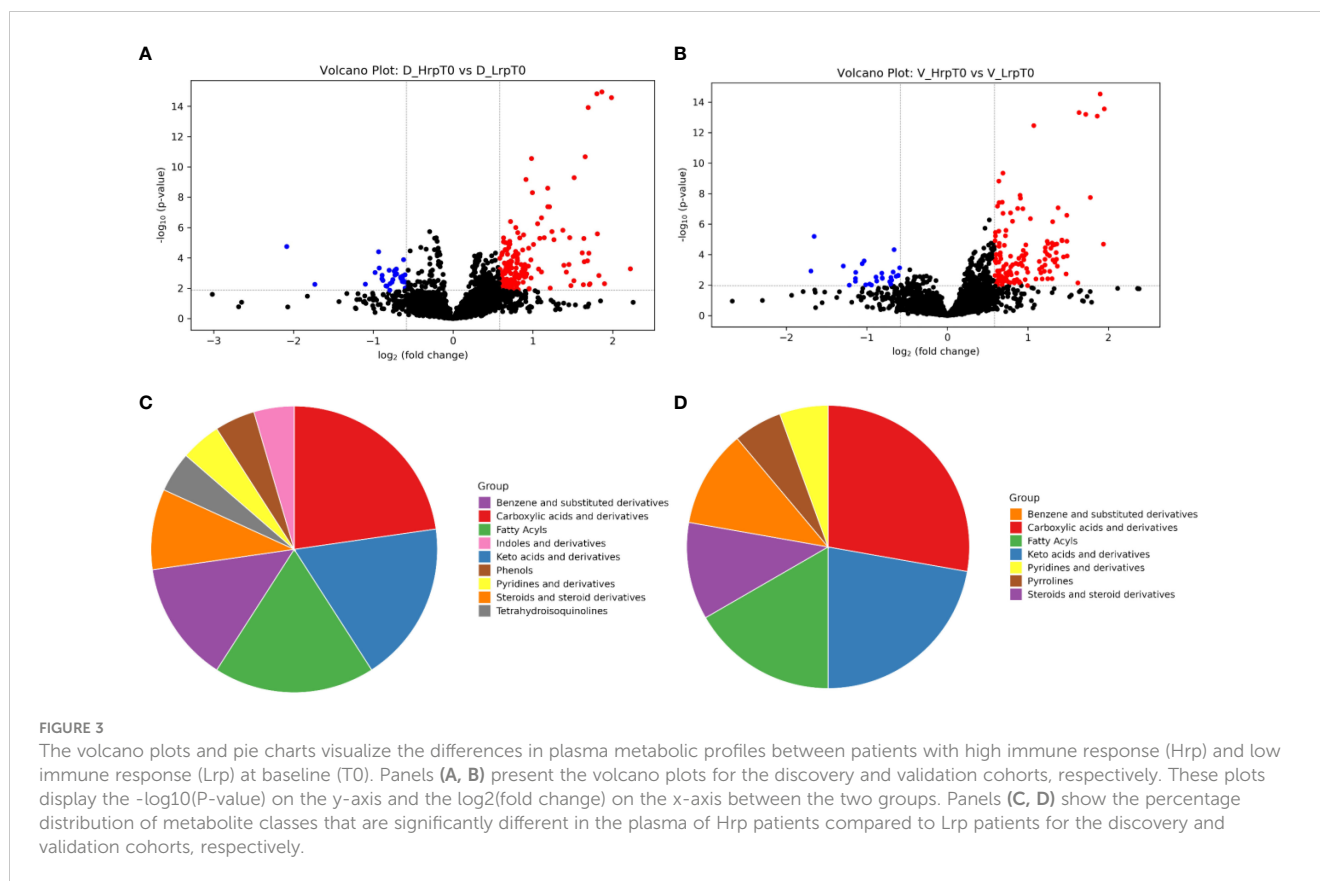 A
Volcano Plot: D_HrpT0 vs D_LrpT0
14
12
10
8
6
4
2
0
-log10 (p-value)
−3
−2
−1
0
1
2
log2 (fold change)
B
Volcano Plot: V_HrpT0 vs V_LrpT0
14
12
10
8
6
4
2
0
-log10 (p-value)
−2
−1
0
1
2
log2 (fold change)
C
Group
Benzene and substituted derivatives
Carboxylic acids and derivatives
Fatty Acyls
Indoles and derivatives
Keto acids and derivatives
Phenols
Pyridines and derivatives
Steroids and steroid derivatives
Tetrahydroisoquinolines
D
Group
Benzene and substituted derivatives
Carboxylic acids and derivatives
Fatty Acyls
Keto acids and derivatives
Pyridines and derivatives
Pyrrolines
Steroids and steroid derivatives
FIGURE 3
The volcano plots and pie charts visualize the differences in plasma metabolic profiles between patients with high immune response (Hrp) and low
immune response (Lrp) at baseline (T0). Panels (A, B) present the volcano plots for the discovery and validation cohorts, respectively. These plots
display the -log10(P-value) on the y-axis and the log2(fold change) on the x-axis between the two groups. Panels (C, D) show the percentage
distribution of metabolite classes that are significantly different in the plasma of Hrp patients compared to Lrp patients for the discovery and
validation cohorts, respectively.